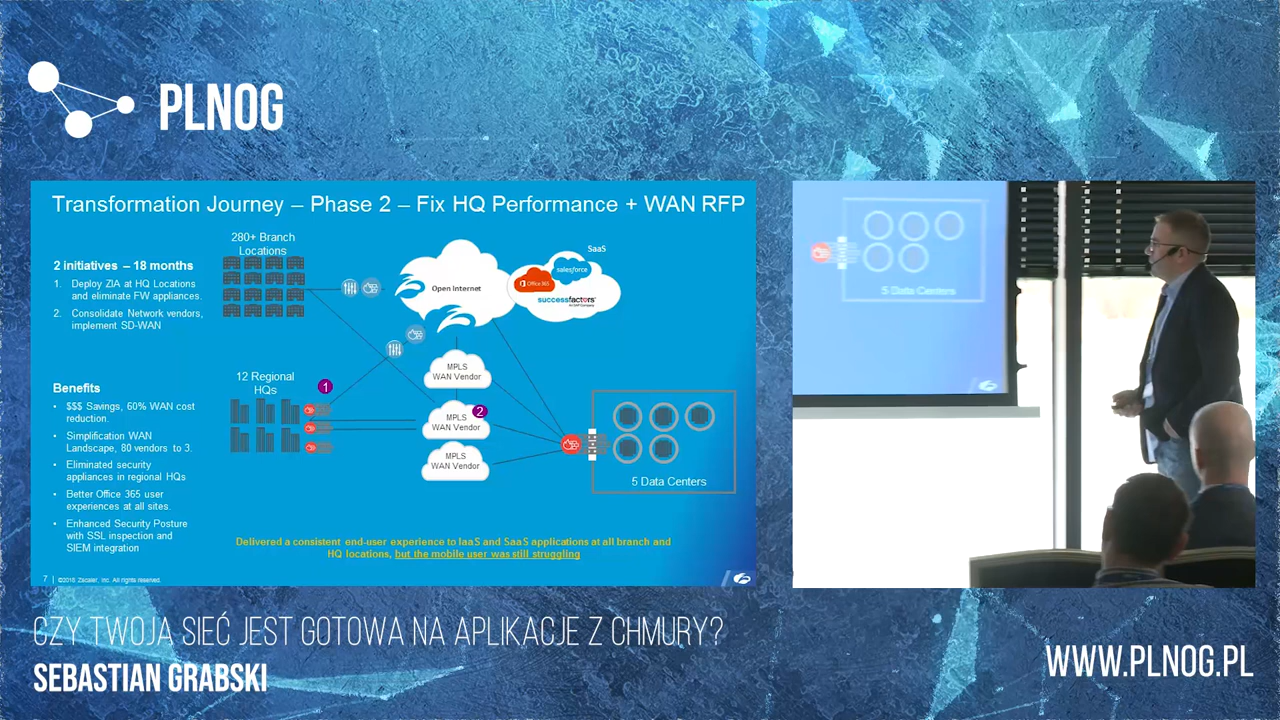 PLNOG
Transformation Journey – Phase 2 – Fix HQ Performance + WAN RFP
280+ Branch
Locations
2 initiatives – 18 months
1. Deploy ZIA at HQ Locations
and eliminate FW appliances.
2. Consolidate Network vendors,
implement SD-WAN
Open Internet
SaaS
salesforce
Office 365
successfactors
An SAP Company
12 Regional
HQs
1
MPLS
WAN Vendor
MPLS
WAN Vendor
2
MPLS
WAN Vendor
5 Data Centers
Benefits
• $$$ Savings, 60% WAN cost
reduction.
• Simplification WAN
Landscape, 80 vendors to 3.
• Eliminated security
appliances in regional HQs
• Better Office 365 user
experiences at all sites.
• Enhanced Security Posture
with SSL inspection and
SIEM integration
Delivered a consistent end-user experience to IaaS and SaaS applications at all branch and
HQ locations, but the mobile user was still struggling
7 | ©2016 Zscaler, Inc. All rights reserved.
5 Data Centers
CZY TWOJA SIEĆ JEST GOTOWA NA APLIKACJE Z CHMURY?
SEBASTIAN GRABSKI
WWW.PLNOG.PL